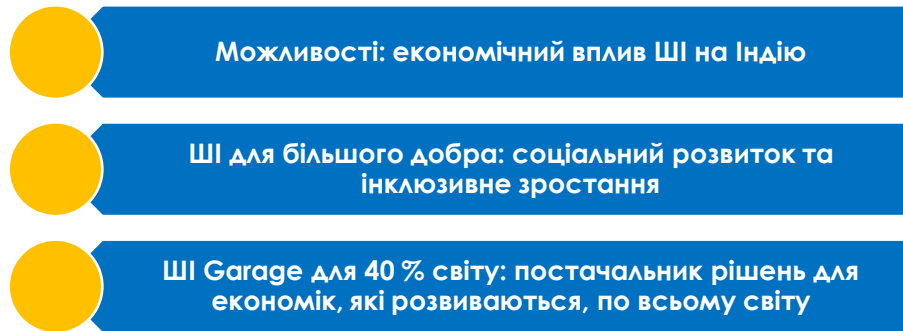 Можливості: економічний вплив ШІ на Індію
ШІ для більшого добра: соціальний розвиток та
інклюзивне зростання
ШІ Garage для 40 % світу: постачальник рішень для
економік, які розвиваються, по всьому світу